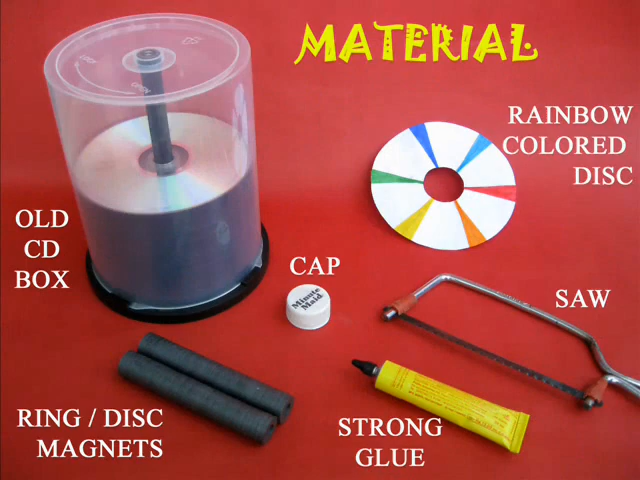 MATERIAL
RAINBOW
COLORED
DISC
OLD
CD
BOX
CAP
Minute
Maid
SAW
RING / DISC
MAGNETS
STRONG
GLUE